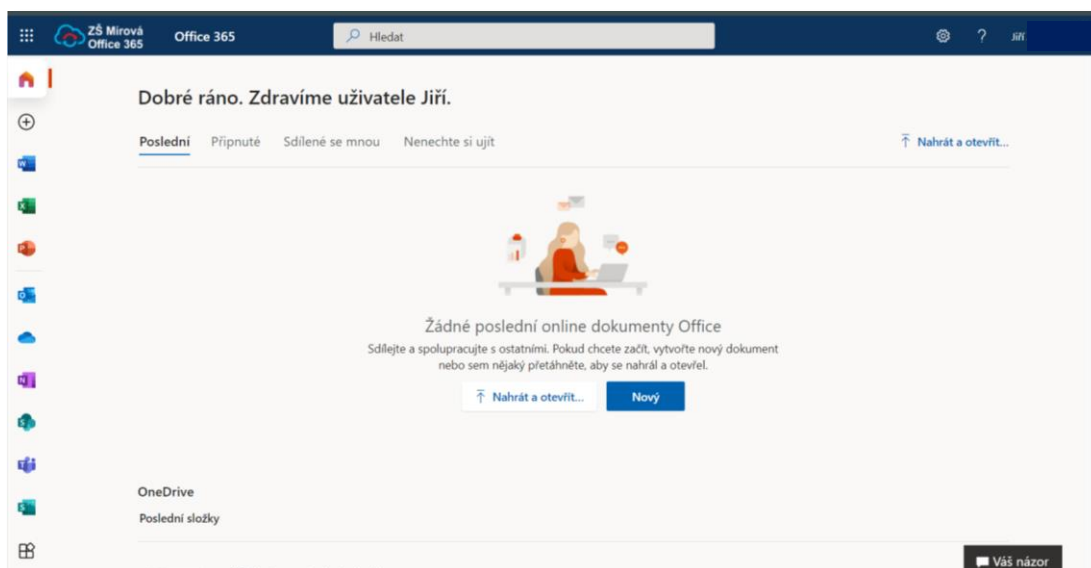 ZŠ Mirová
Office 365
Office 365
Hledat
?
Jiří
Dobré ráno. Zdravíme uživatele Jiří.
Poslední Připnuté Sdílené se mnou Nenechte si ujít
Nahrát a otevřít...
Žádné poslední online dokumenty Office
Sdílejte a spolupracujte s ostatními. Pokud chcete začít, vytvořte nový dokument
nebo sem nějaký přetáhněte, aby se nahrál a otevřel.
Nahrát a otevřít... Nový
OneDrive
Poslední složky
Váš názor